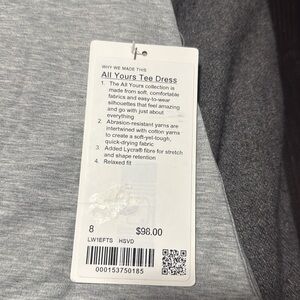 WHY WE MADE THIS
All Yours Tee Dress
1. The All Yours collection is
made from soft, comfortable
fabrics and easy-to-wear
silhouettes that feel amazing
and go with just about
everything
2. Abrasion-resistant yarns are
intertwined with cotton yarns
to create a soft-yet-tough,
quick-drying fabric
3. Added Lycra® fibre for stretch
and shape retention
4. Relaxed fit
8 $98.00
LW1EFTS HSVD
000153750185